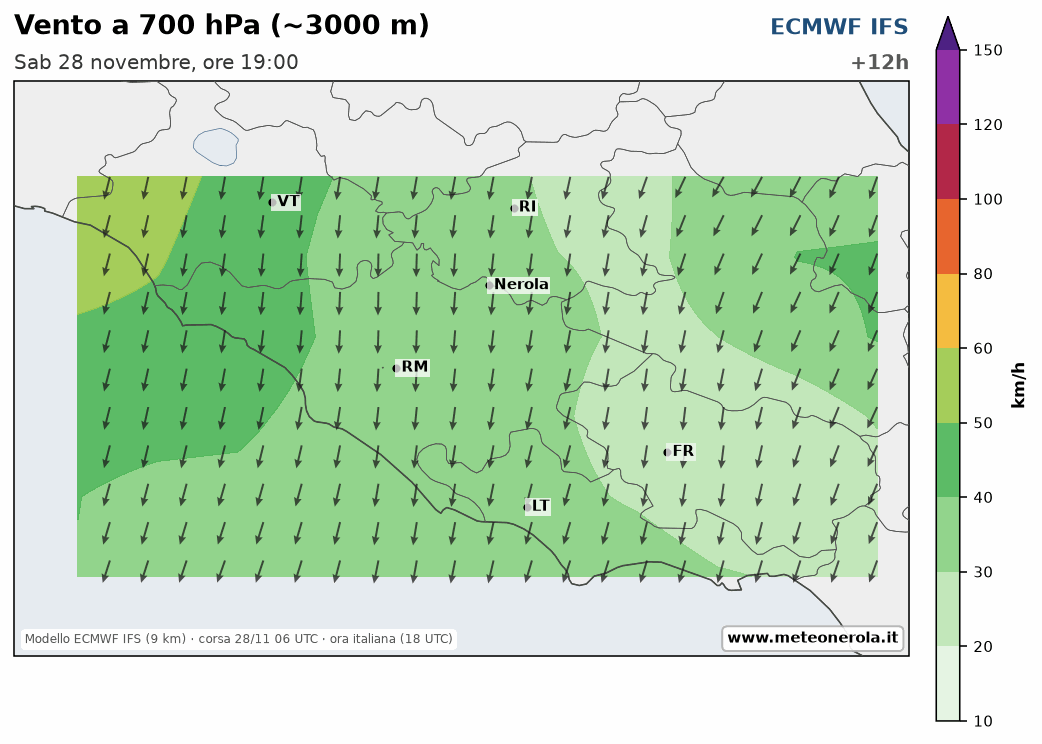 Vento a 700 hPa (~3000 m)
ECMWF IFS
Sab 28 novembre, ore 19:00
+12h
VT
RI
Nerola
RM
FR
LT
Modello ECMWF IFS (9 km) · corsa 28/11 06 UTC · ora italiana (18 UTC)
www.meteonerola.it
150
120
100
80
60
50
40
30
20
10
km/h